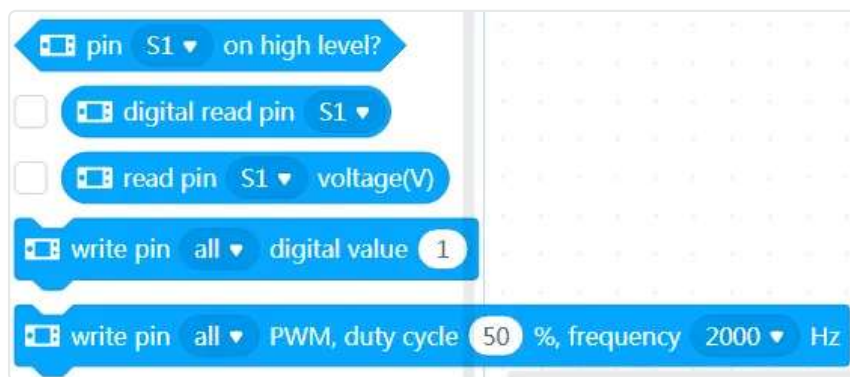 pin S1 on high level?
digital read pin S1
read pin S1 voltage(V)
write pin all digital value 1
write pin all PWM, duty cycle 50 %, frequency 2000 Hz